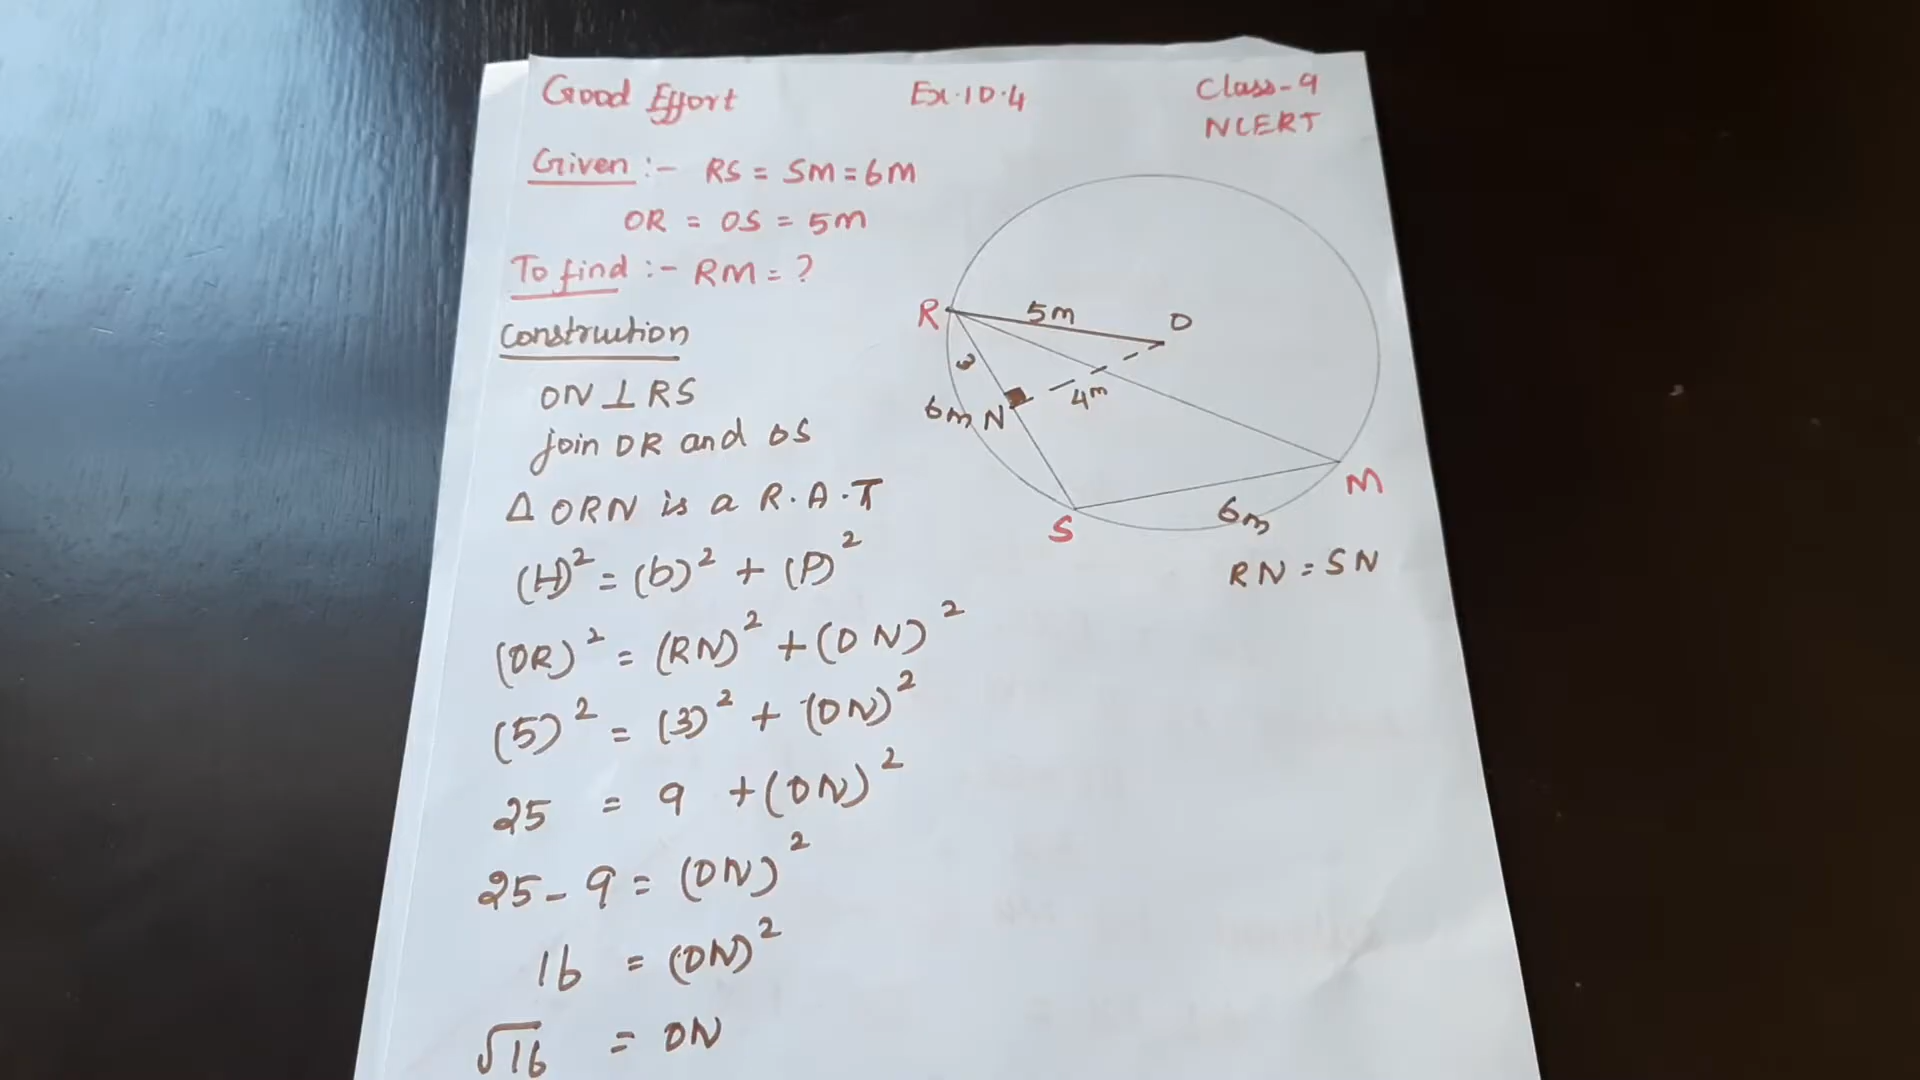 Good Effort Ex.10.4 Class-9
NCERT
Given :- RS = SM = 6M
OR = OS = 5m
To find :- RM = ?
Construction
ON ⊥ RS
join OR and OS
Δ ORN is a R.A.T
(H)² = (b)² + (P)²
(OR)² = (RN)² + (ON)²
(5)² = (3)² + (ON)²
25 = 9 + (ON)²
25 - 9 = (ON)²
16 = (ON)²
√16 = ON
R
5m
O
3
6m N
4m
M
S
6m
RN = SN